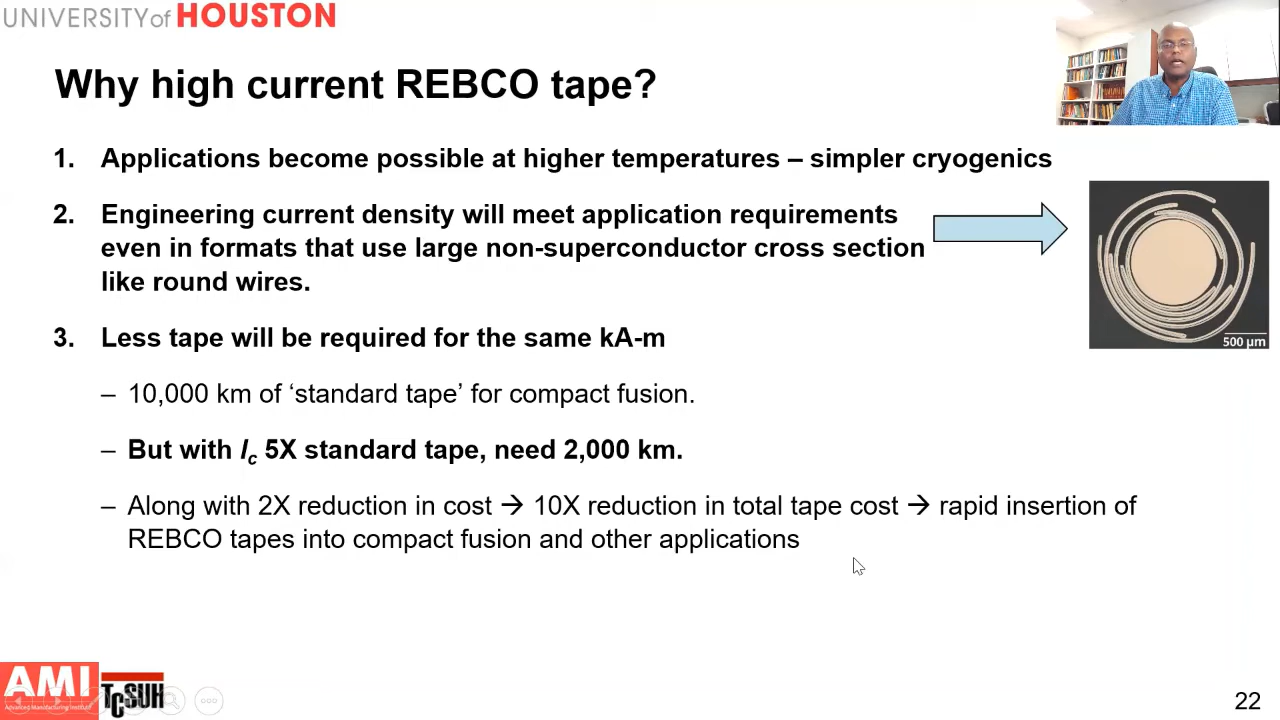 UNIVERSITY of HOUSTON
Why high current REBCO tape?
1. Applications become possible at higher temperatures – simpler cryogenics
2. Engineering current density will meet application requirements
even in formats that use large non-superconductor cross section
like round wires.
500 µm
3. Less tape will be required for the same kA-m
– 10,000 km of ‘standard tape’ for compact fusion.
– But with Ic 5X standard tape, need 2,000 km.
– Along with 2X reduction in cost → 10X reduction in total tape cost → rapid insertion of
REBCO tapes into compact fusion and other applications
AMI
Advanced Manufacturing Institute
TCSUH
22